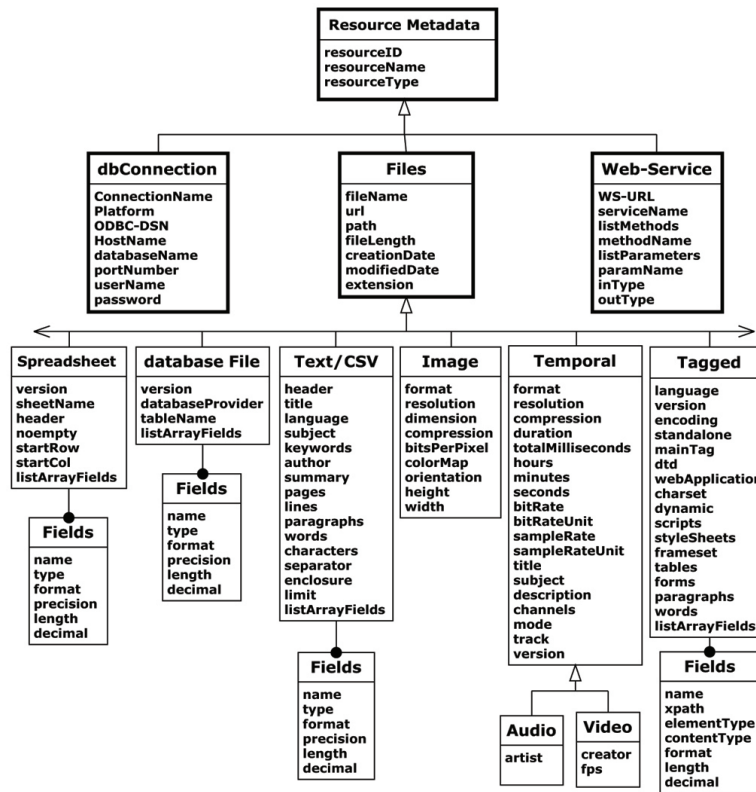 Resource Metadata
resourceID
resourceName
resourceType
dbConnection
ConnectionName
Platform
ODBC-DSN
HostName
databaseName
portNumber
userName
password
Files
fileName
url
path
fileLength
creationDate
modifiedDate
extension
Web-Service
WS-URL
serviceName
listMethods
methodName
listParameters
paramName
inType
outType
Spreadsheet
version
sheetName
header
noempty
startRow
startCol
listArrayFields
Fields
name
type
format
precision
length
decimal
database File
version
databaseProvider
tableName
listArrayFields
Fields
name
type
format
precision
length
decimal
Text/CSV
header
title
language
subject
keywords
author
summary
pages
lines
paragraphs
words
characters
separator
enclosure
limit
listArrayFields
Fields
name
type
format
precision
length
decimal
Image
format
resolution
dimension
compression
bitsPerPixel
colorMap
orientation
height
width
Temporal
format
resolution
compression
duration
totalMilliseconds
hours
minutes
seconds
bitRate
bitRateUnit
sampleRate
sampleRateUnit
title
subject
description
channels
mode
track
version
Audio
artist
Video
creator
fps
Tagged
language
version
encoding
standalone
mainTag
dtd
webApplication
charset
dynamic
scripts
styleSheets
frameset
tables
forms
paragraphs
words
listArrayFields
Fields
name
xpath
elementType
contentType
format
length
decimal